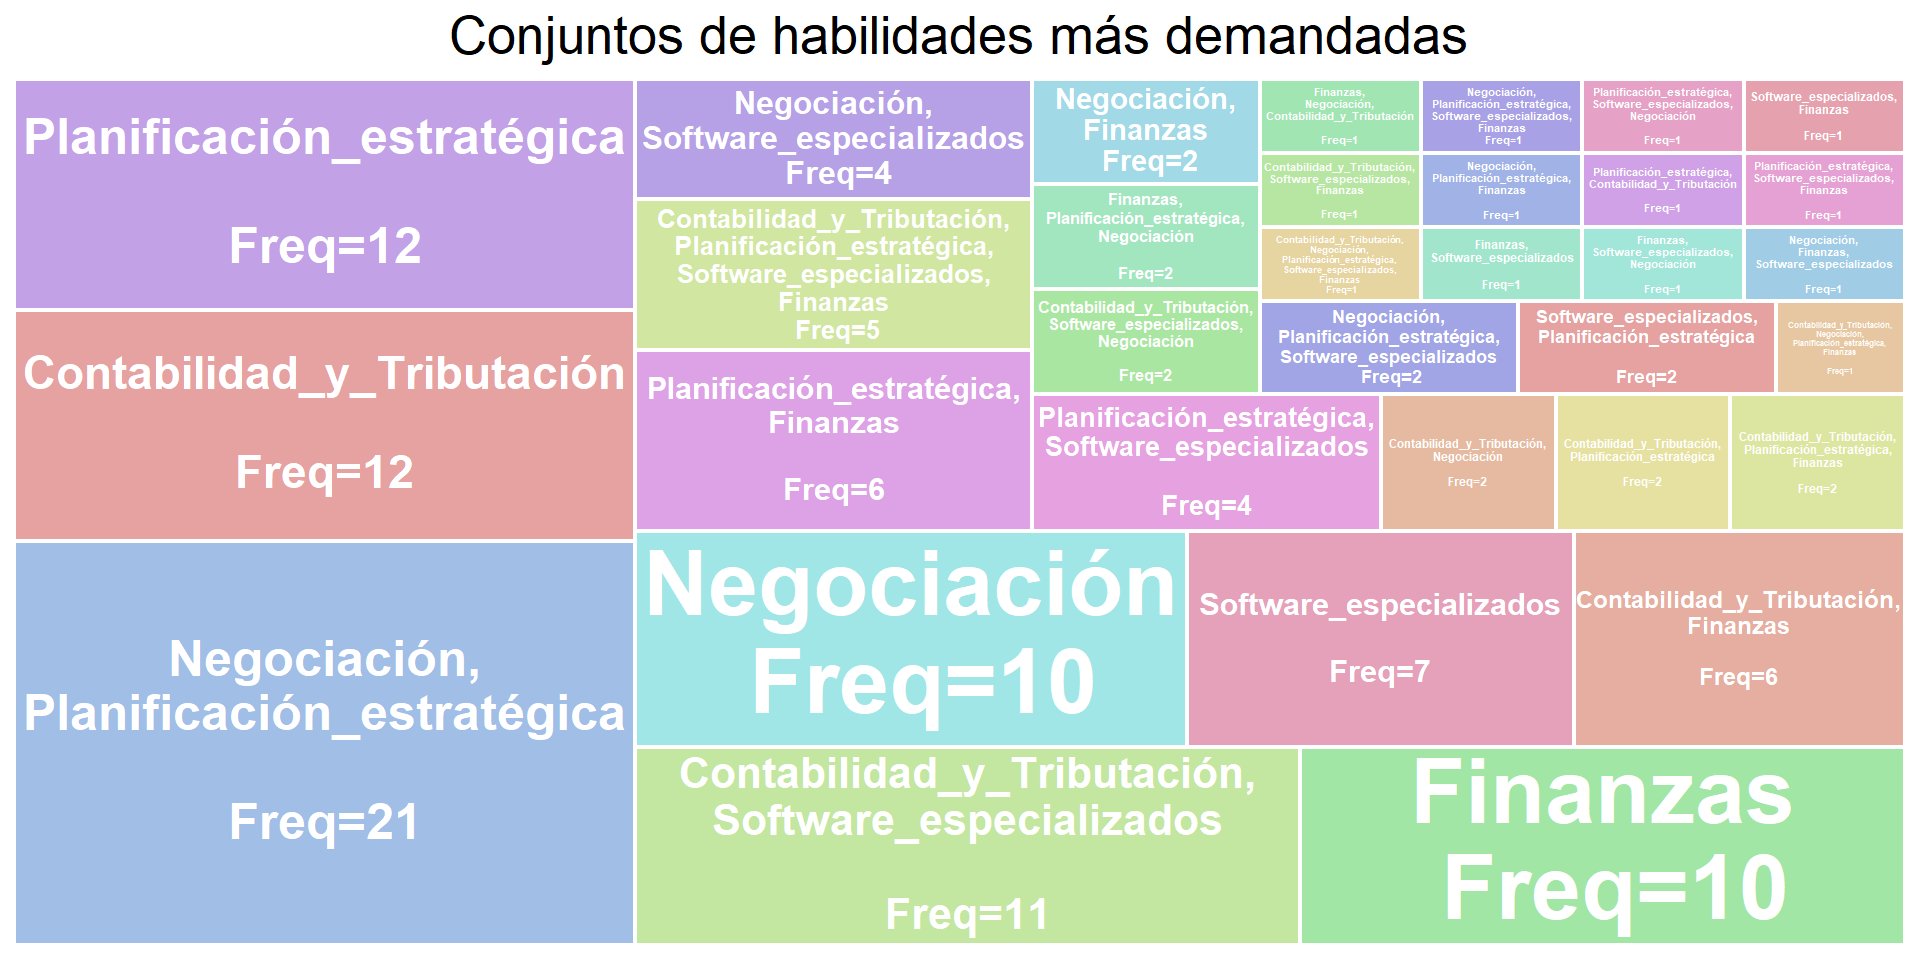 Conjuntos de habilidades más demandadas
Planificación_estratégica
Freq=12
Contabilidad_y_Tributación
Freq=12
Negociación,
Planificación_estratégica
Freq=21
Negociación,
Software_especializados
Freq=4
Contabilidad_y_Tributación,
Planificación_estratégica,
Software_especializados,
Finanzas
Freq=5
Planificación_estratégica,
Finanzas
Freq=6
Negociación,
Finanzas
Freq=2
Finanzas,
Planificación_estratégica,
Negociación
Freq=2
Contabilidad_y_Tributación,
Software_especializados,
Negociación
Freq=2
Finanzas,
Negociación,
Contabilidad_y_Tributación
Freq=1
Negociación,
Planificación_estratégica,
Software_especializados,
Finanzas
Freq=1
Planificación_estratégica,
Software_especializados,
Negociación
Freq=1
Software_especializados,
Finanzas
Freq=1
Contabilidad_y_Tributación,
Software_especializados,
Finanzas
Freq=1
Negociación,
Planificación_estratégica,
Finanzas
Freq=1
Planificación_estratégica,
Contabilidad_y_Tributación
Freq=1
Planificación_estratégica,
Software_especializados,
Finanzas
Freq=1
Contabilidad_y_Tributación,
Negociación,
Planificación_estratégica,
Software_especializados,
Finanzas
Freq=1
Finanzas,
Software_especializados
Freq=1
Finanzas,
Software_especializados,
Negociación
Freq=1
Negociación,
Finanzas,
Software_especializados
Freq=1
Negociación,
Planificación_estratégica,
Software_especializados
Freq=2
Software_especializados,
Planificación_estratégica
Freq=2
Contabilidad_y_Tributación,
Negociación,
Planificación_estratégica,
Finanzas
Freq=1
Planificación_estratégica,
Software_especializados
Freq=4
Contabilidad_y_Tributación,
Negociación
Freq=2
Contabilidad_y_Tributación,
Planificación_estratégica
Freq=2
Contabilidad_y_Tributación,
Planificación_estratégica,
Finanzas
Freq=2
Negociación
Freq=10
Software_especializados
Freq=7
Contabilidad_y_Tributación,
Finanzas
Freq=6
Contabilidad_y_Tributación,
Software_especializados
Freq=11
Finanzas
Freq=10